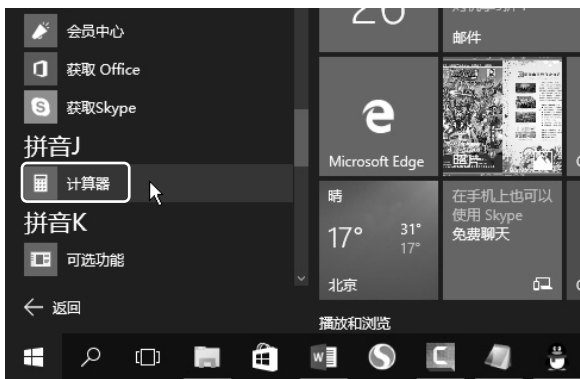 会员中心
获取 Office
获取Skype
拼音J
计算器
拼音K
可选功能
返回
26
邮件
Microsoft Edge
照片
晴
17°
31°
17°
北京
在手机上也可以
使用 Skype
免费聊天
播放和浏览